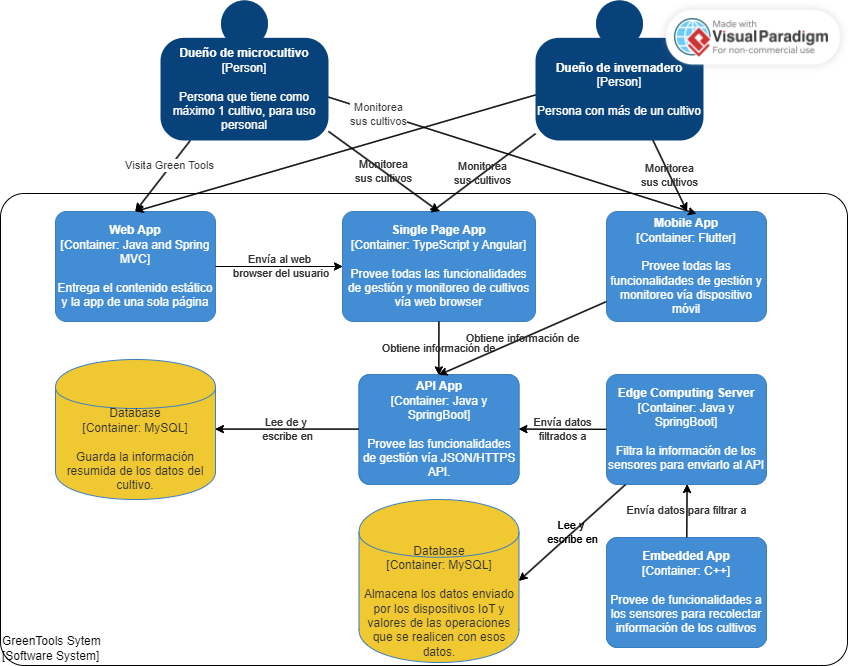 Made with
Visual Paradigm
For non-commercial use
Dueño de microcultivo
[Person]
Persona que tiene como
máximo 1 cultivo, para uso
personal
Dueño de invernadero
[Person]
Persona con más de un cultivo
Monitorea
sus cultivos
Visita Green Tools
Monitorea
sus cultivos
Monitorea
sus cultivos
Monitorea
sus cultivos
Web App
[Container: Java and Spring
MVC]
Entrega el contenido estático
y la app de una sola página
Envía al web
browser del usuario
Single Page App
[Container: TypeScript y Angular]
Provee todas las funcionalidades
de gestión y monitoreo de cultivos
vía web browser
Mobile App
[Container: Flutter]
Provee todas las
funcionalidades de gestión y
monitoreo vía dispositivo
móvil
Obtiene información de
Obtiene información de
Database
[Container: MySQL]
Guarda la información
resumida de los datos del
cultivo.
Lee de y
escribe en
API App
[Container: Java y
SpringBoot]
Provee las funcionalidades
de gestión vía JSON/HTTPS
API.
Envía datos
filtrados a
Edge Computing Server
[Container: Java y
SpringBoot]
Filtra la información de los
sensores para enviarlo al API
Lee y
escribe en
Envía datos para filtrar a
Database
[Container: MySQL]
Almacena los datos enviado
por los dispositivos IoT y
valores de las operaciones
que se realicen con esos
datos.
Embedded App
[Container: C++]
Provee de funcionalidades a
los sensores para recolectar
información de los cultivos
GreenTools Sytem
[Software System]